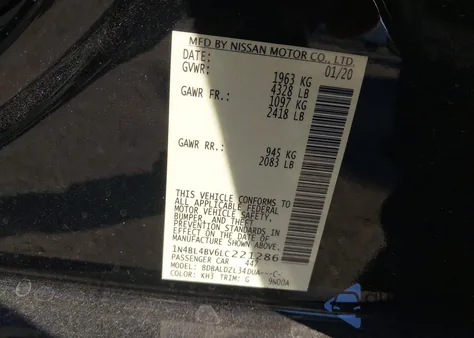 MFD BY NISSAN MOTOR CO., LTD.
DATE: 01/20
GVWR: 1963 KG
4328 LB
GAWR FR.: 1097 KG
2418 LB
GAWR RR.: 945 KG
2083 LB
THIS VEHICLE CONFORMS TO
ALL APPLICABLE FEDERAL
MOTOR VEHICLE SAFETY,
BUMPER, AND THEFT
PREVENTION STANDARDS IN
EFFECT ON THE DATE OF
MANUFACTURE SHOWN ABOVE.
1N4BL4BV6LC221286
PASSENGER CAR 447
MODEL: BDBALDZL34DUA---C-
COLOR: KH3 TRIM: G 9N00A